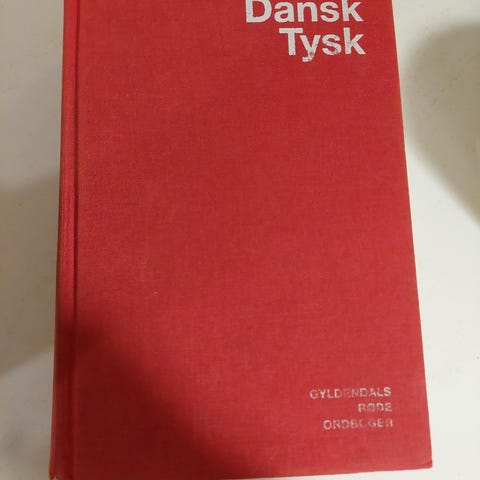 Dansk
Tysk
GYLDENDALS
RØDE
ORDBØGER